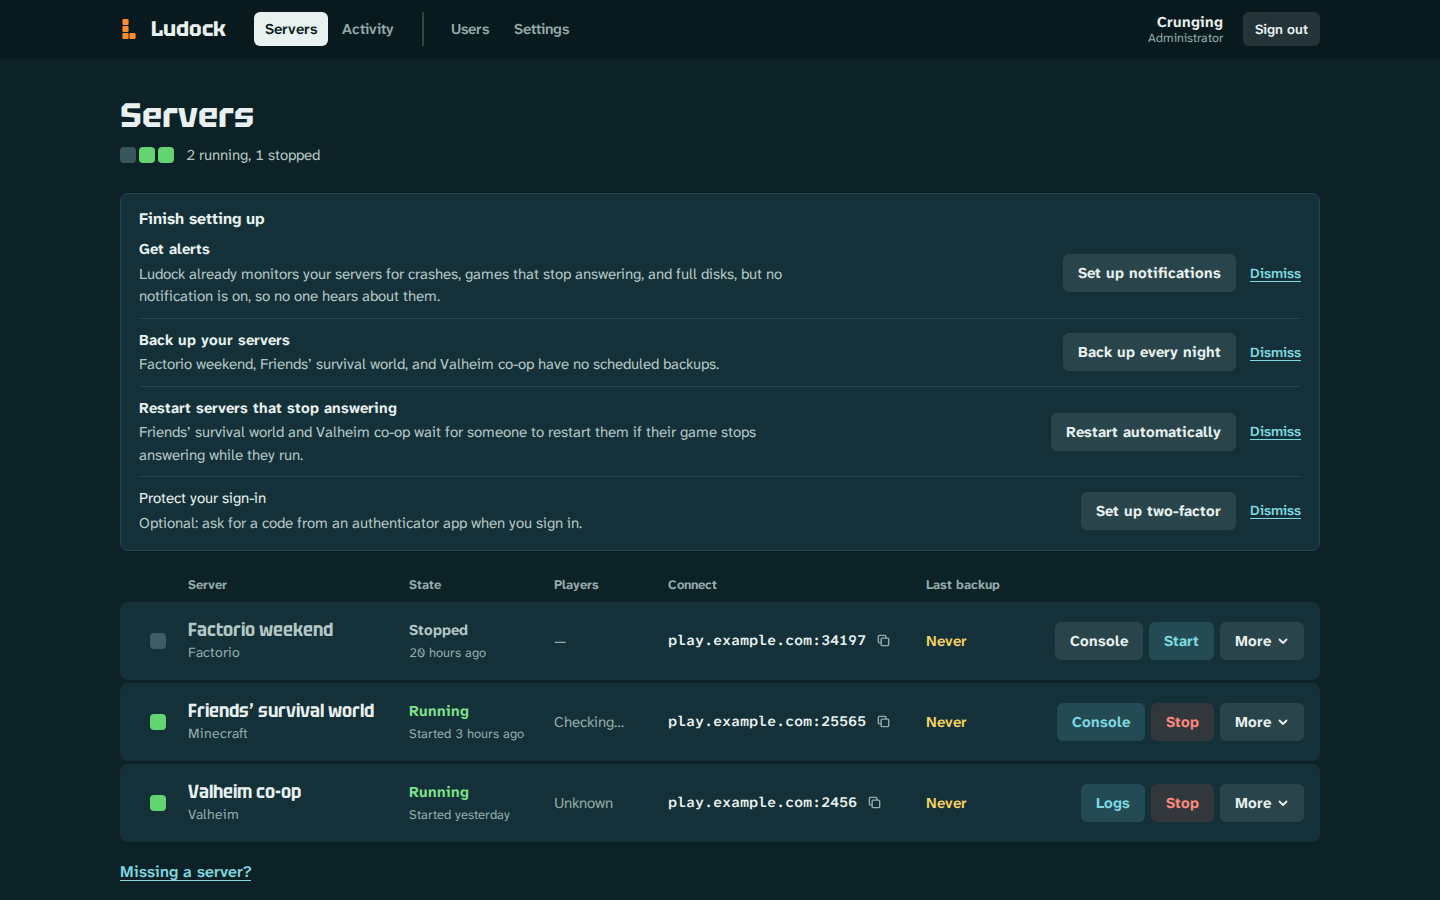 Ludock
Servers
Activity
Users
Settings
Crunging
Administrator
Sign out
Servers
2 running, 1 stopped
Finish setting up
Get alerts
Ludock already monitors your servers for crashes, games that stop answering, and full disks, but no
notification is on, so no one hears about them.
Set up notifications
Dismiss
Back up your servers
Factorio weekend, Friends’ survival world, and Valheim co-op have no scheduled backups.
Back up every night
Dismiss
Restart servers that stop answering
Friends’ survival world and Valheim co-op wait for someone to restart them if their game stops
answering while they run.
Restart automatically
Dismiss
Protect your sign-in
Optional: ask for a code from an authenticator app when you sign in.
Set up two-factor
Dismiss
Server State Players Connect Last backup
Factorio weekend
Factorio
Stopped
20 hours ago
—
play.example.com:34197
Never
Console
Start
More
Friends’ survival world
Minecraft
Running
Started 3 hours ago
Checking…
play.example.com:25565
Never
Console
Stop
More
Valheim co-op
Valheim
Running
Started yesterday
Unknown
play.example.com:2456
Never
Logs
Stop
More
Missing a server?